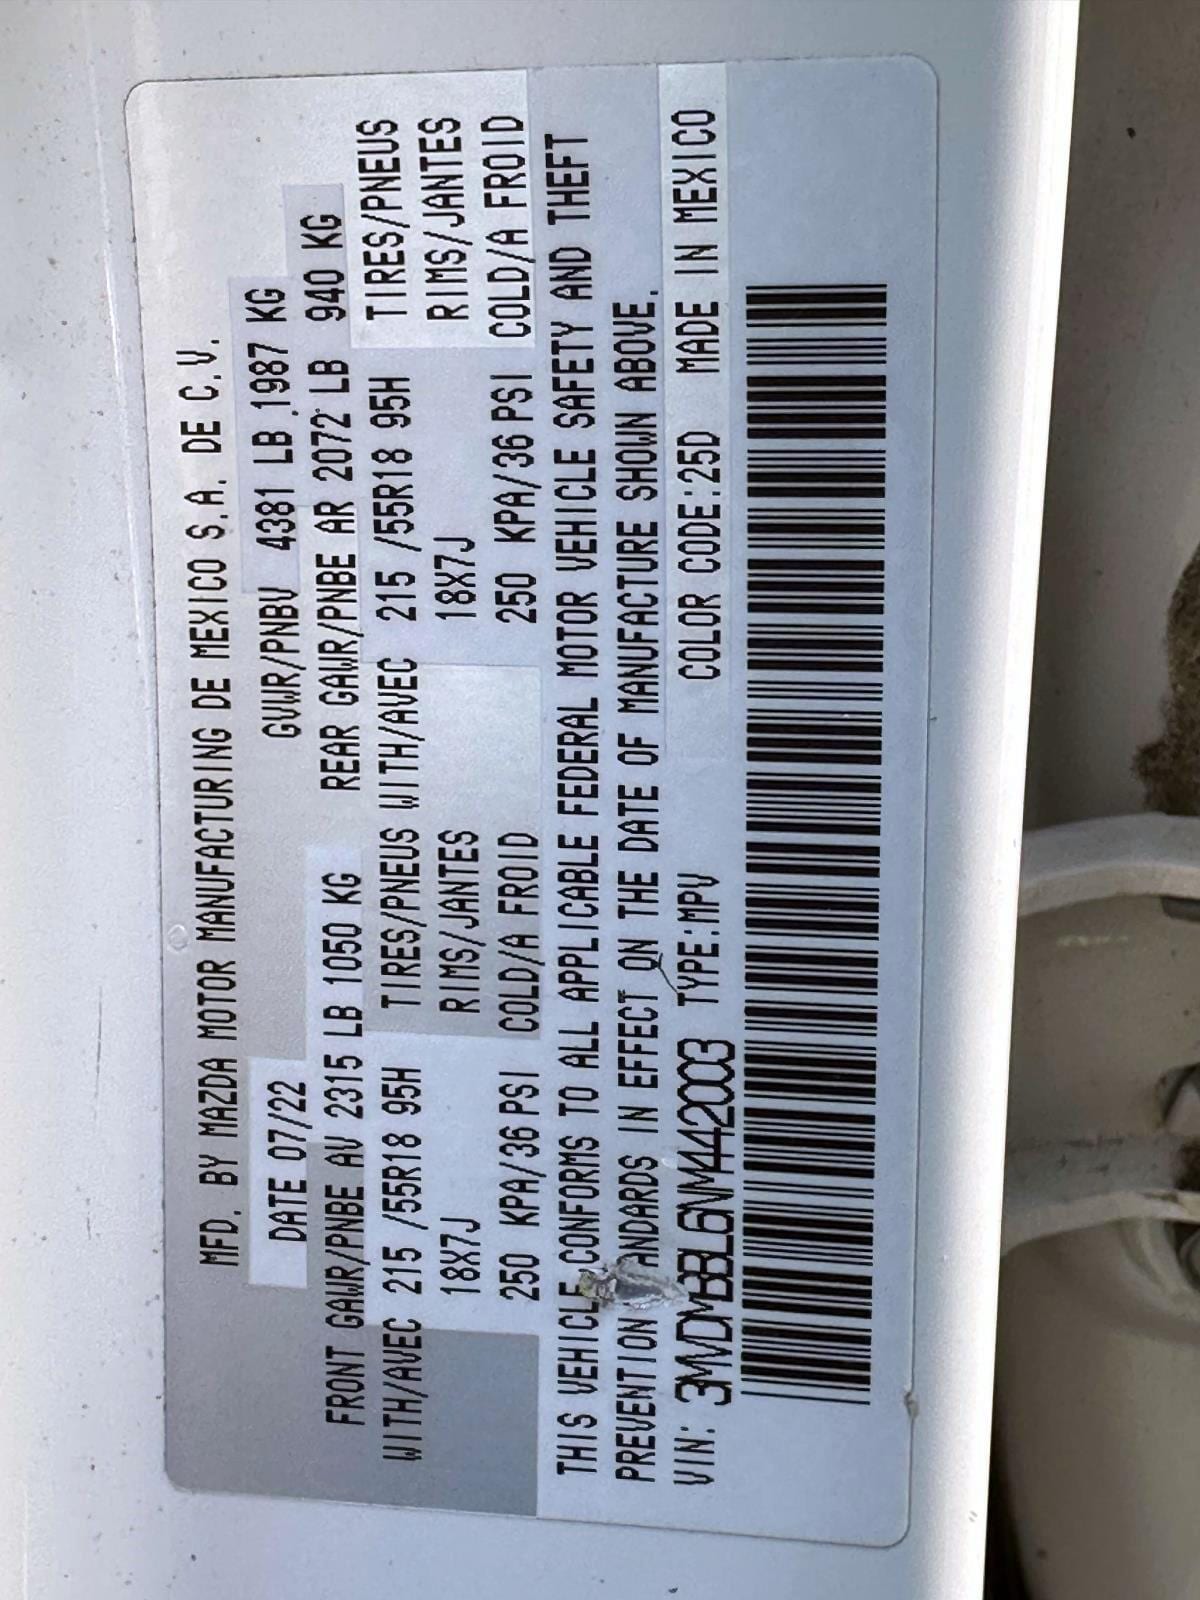 MFD. BY MAZDA MOTOR MANUFACTURING DE MEXICO S.A. DE C.V.
DATE 07/22 GVWR/PNBV 4381 LB 1987 KG
FRONT GAWR/PNBE AV 2315 LB 1050 KG REAR GAWR/PNBE AR 2072 LB 940 KG
WITH/AVEC 215 /55R18 95H TIRES/PNEUS WITH/AVEC 215 /55R18 95H TIRES/PNEUS
18X7J RIMS/JANTES 18X7J RIMS/JANTES
250 KPA/36 PSI COLD/A FROID 250 KPA/36 PSI COLD/A FROID
THIS VEHICLE CONFORMS TO ALL APPLICABLE FEDERAL MOTOR VEHICLE SAFETY AND THEFT
PREVENTION ANDARDS IN EFFECT ON THE DATE OF MANUFACTURE SHOWN ABOVE.
VIN: 3MVDMBBL6NM442003 TYPE:MPV COLOR CODE:25D MADE IN MEXICO